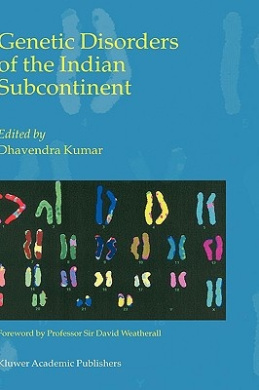 Genetic Disorders
of the Indian
Subcontinent
Edited by
Dhavendra Kumar
Foreword by Professor Sir David Weatherall
Kluwer Academic Publishers